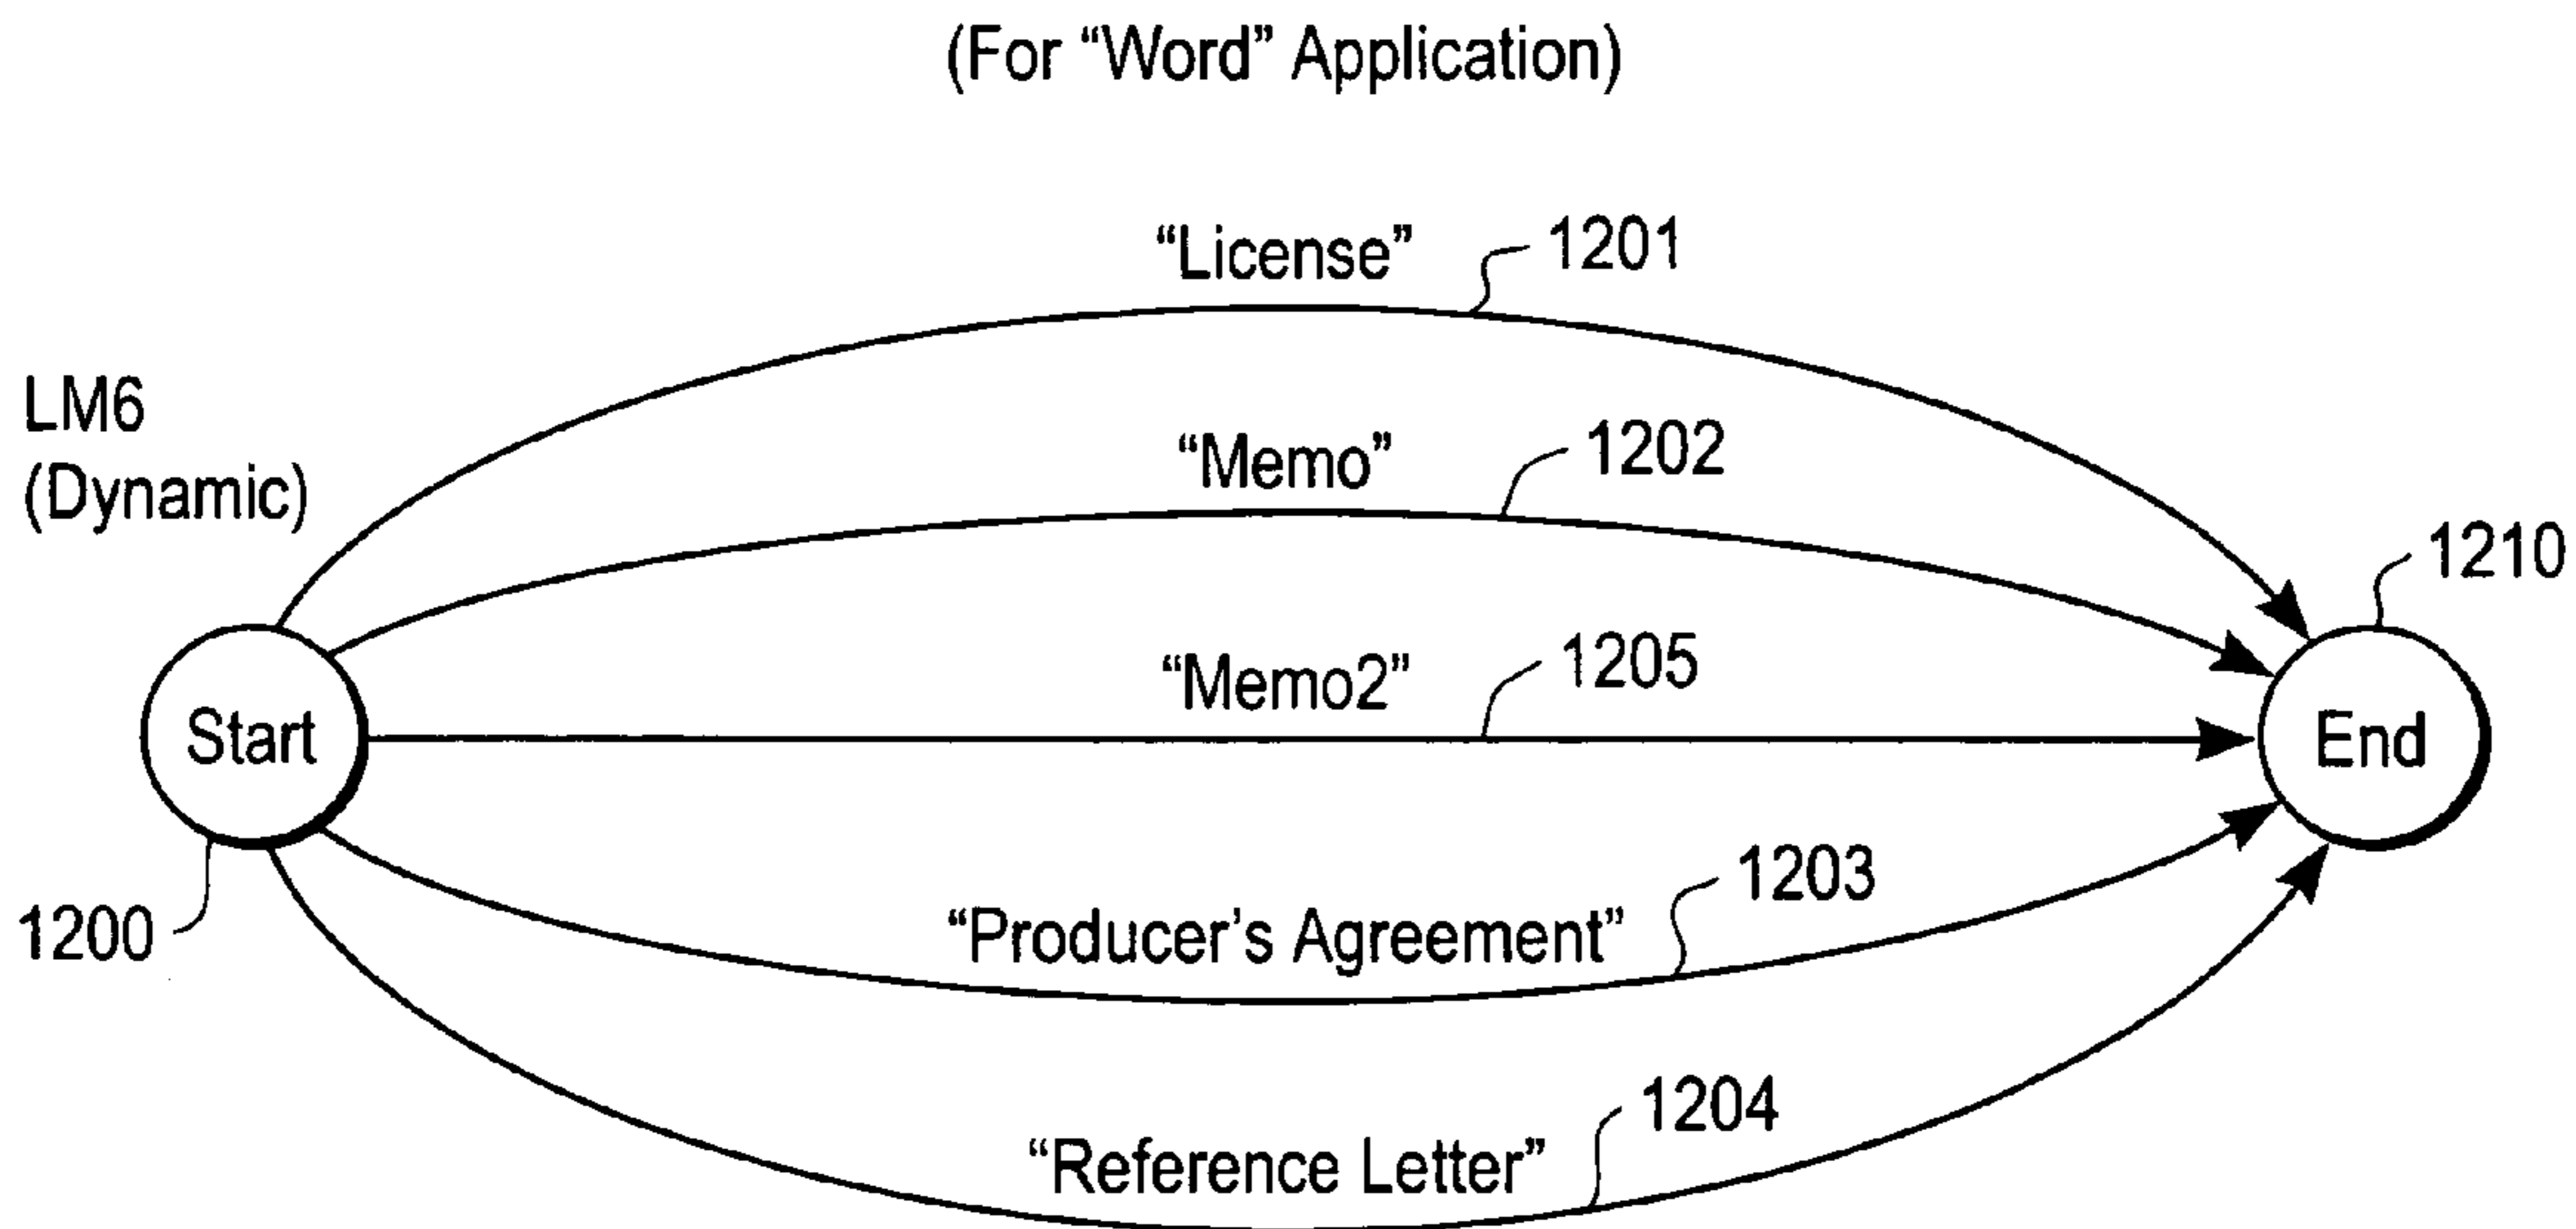 (For “Word” Application)
“License”
1201
LM6
(Dynamic)
“Memo”
1202
1210
“Memo2”
1205
Start
End
1200
“Producer’s Agreement”
1203
“Reference Letter”
1204